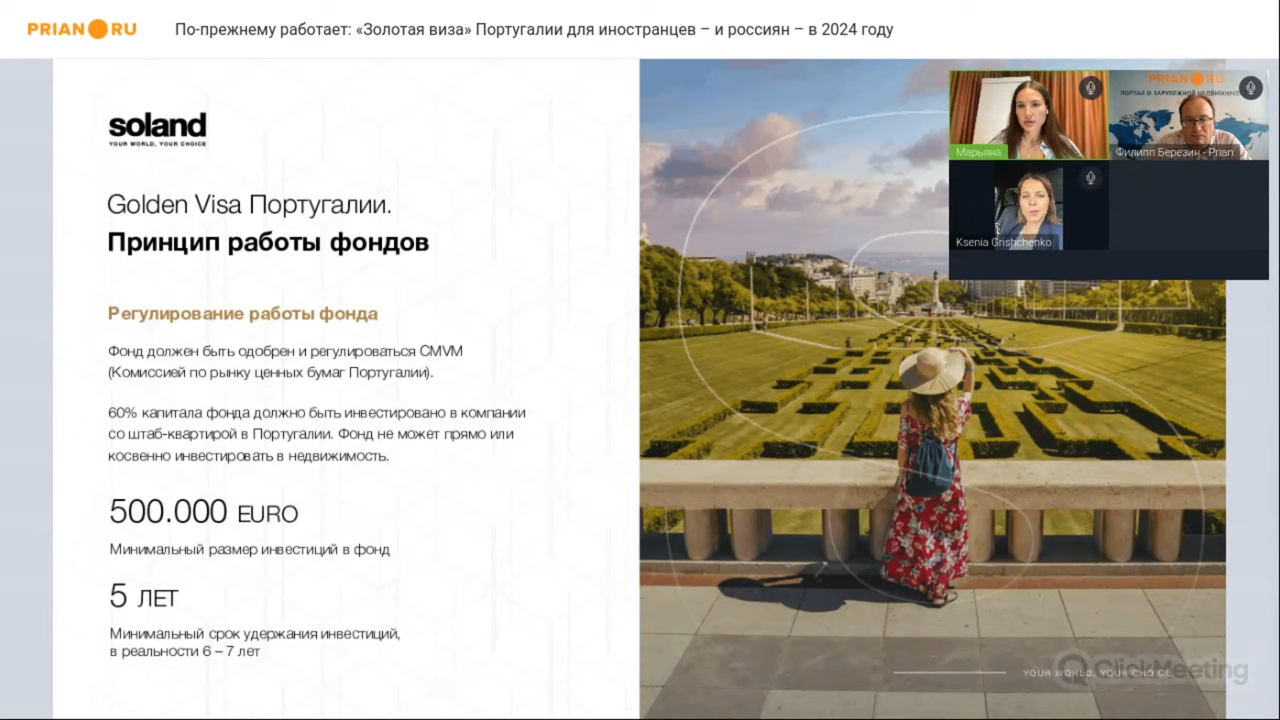 PRIAN RU
По-прежнему работает: «Золотая виза» Португалии для иностранцев – и россиян – в 2024 году
soland
YOUR WORLD, YOUR CHOICE
Golden Visa Португалии.
Принцип работы фондов
Регулирование работы фонда
Фонд должен быть одобрен и регулироваться CMVM
(Комиссией по рынку ценных бумаг Португалии).
60% капитала фонда должно быть инвестировано в компании
со штаб-квартирой в Португалии. Фонд не может прямо или
косвенно инвестировать в недвижимость.
500.000 EURO
Минимальный размер инвестиций в фонд
5 ЛЕТ
Минимальный срок удержания инвестиций,
в реальности 6 – 7 лет
PRIAN RU
ПОРТАЛ О ЗАРУБЕЖНОЙ НЕДВИЖИМО
Марьяна
Филипп Березин - Prian
Ksenia Grishchenko
YOUR WORLD, YOUR CHOICE
ClickMeeting